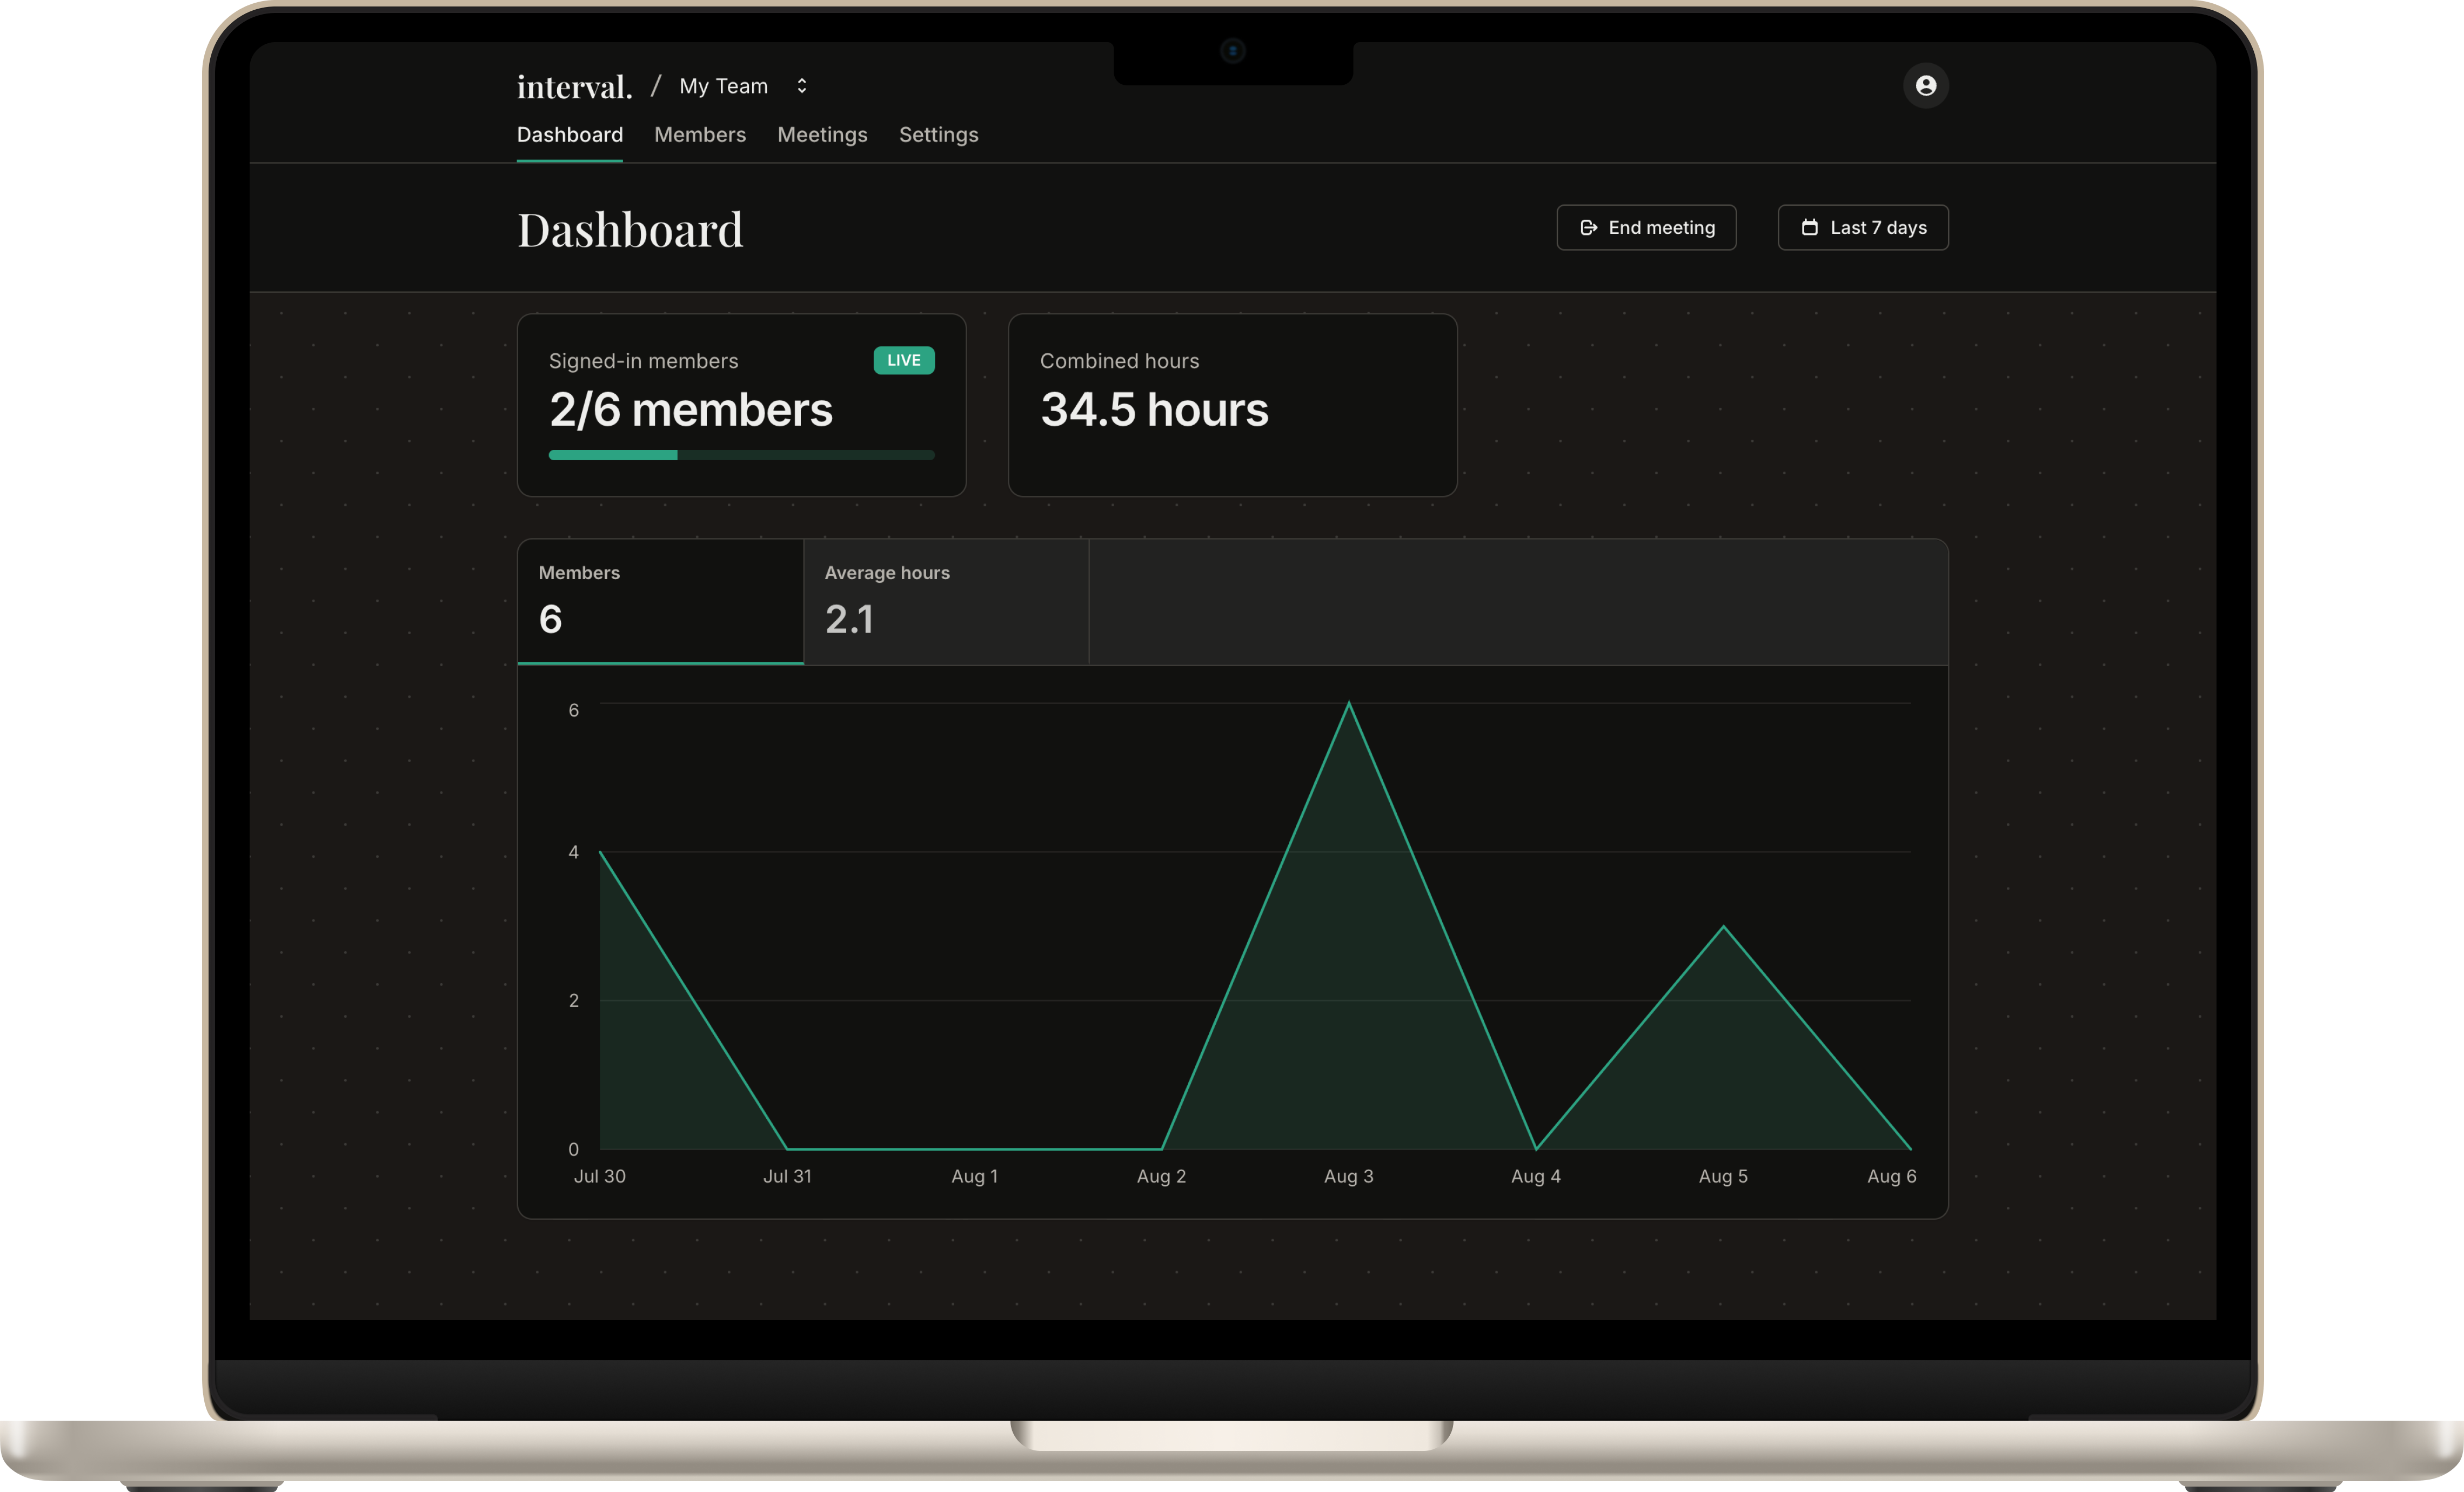 interval. / My Team
Dashboard Members Meetings Settings
Dashboard
End meeting
Last 7 days
Signed-in members
LIVE
2/6 members
Combined hours
34.5 hours
Members
6
Average hours
2.1
6
4
2
0
Jul 30 Jul 31 Aug 1 Aug 2 Aug 3 Aug 4 Aug 5 Aug 6